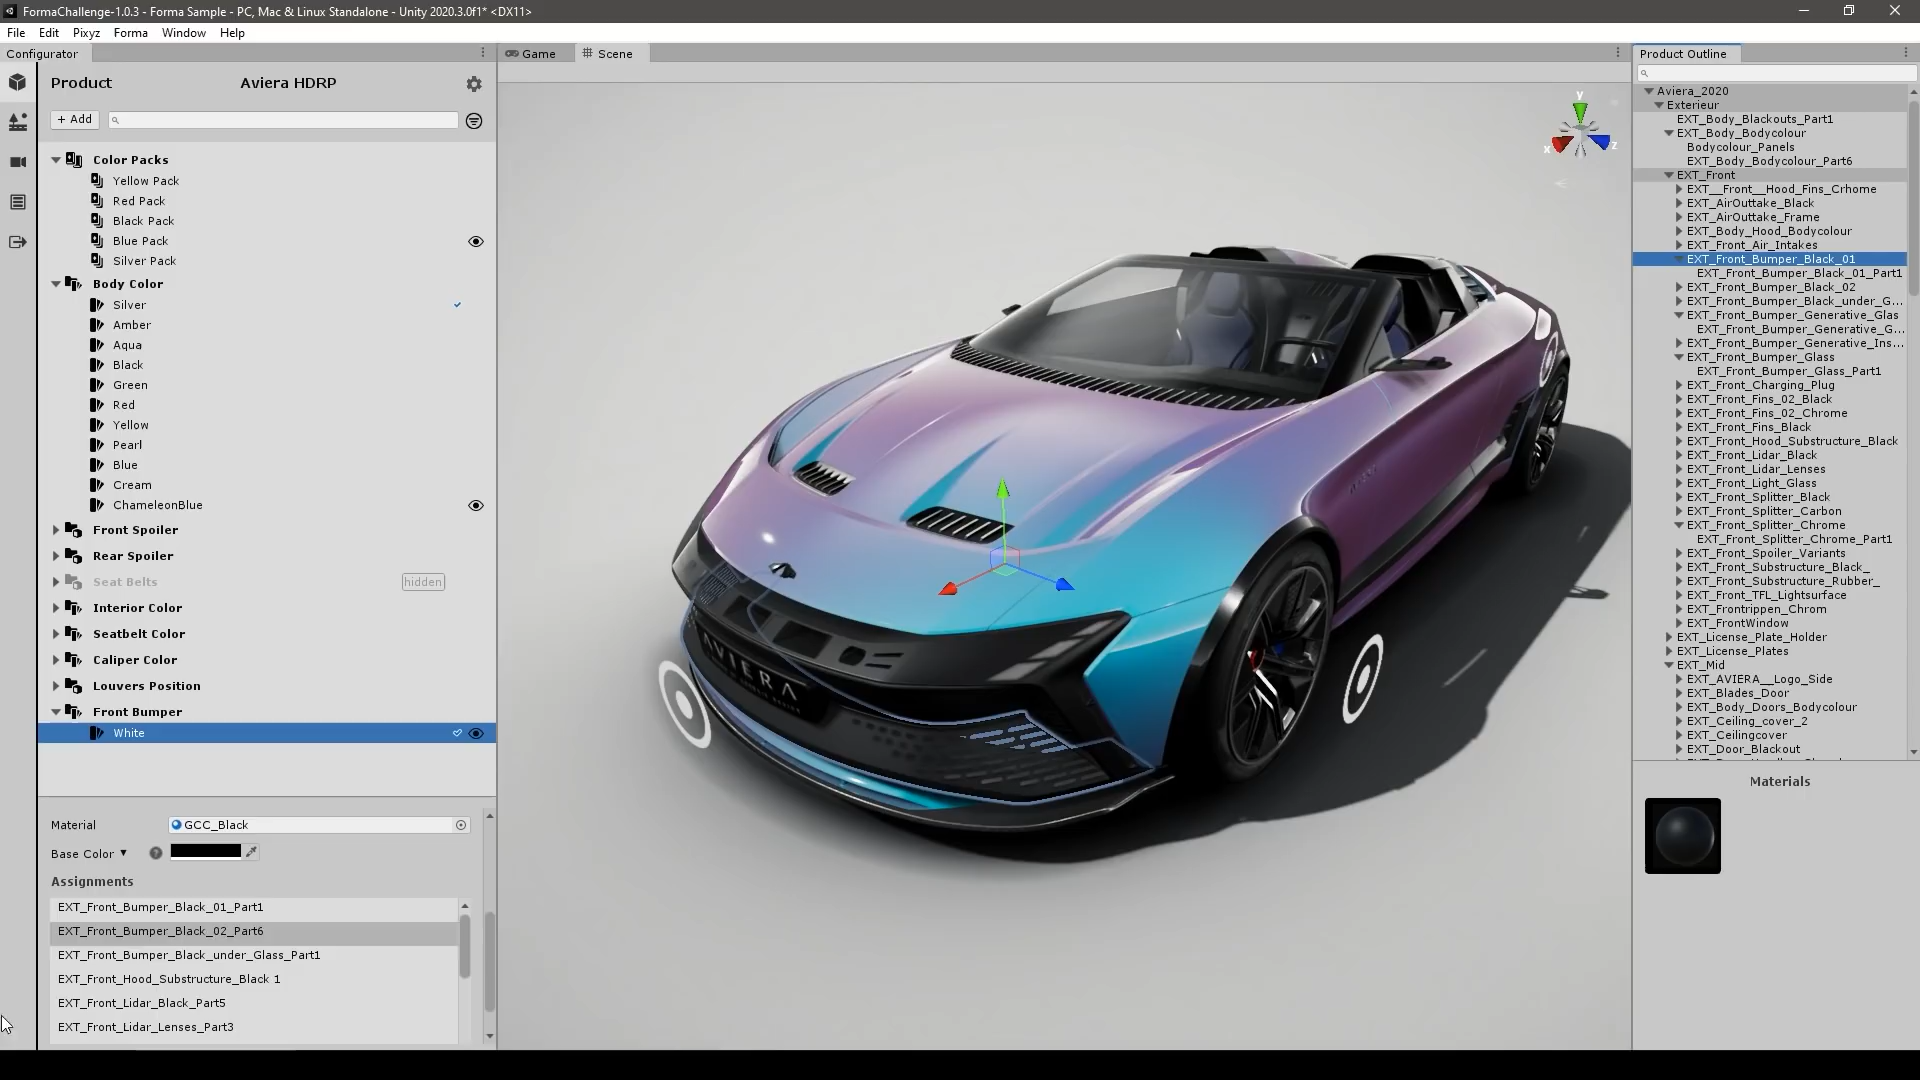 FormaChallenge-1.0.3 - Forma Sample - PC, Mac & Linux Standalone - Unity 2020.3.0f1* <DX11>
File Edit Pixyz Forma Window Help
Configurator
Product Aviera HDRP
+ Add
Color Packs
Yellow Pack
Red Pack
Black Pack
Blue Pack
Silver Pack
Body Color
Silver
Amber
Aqua
Black
Green
Red
Yellow
Pearl
Blue
Cream
ChameleonBlue
Front Spoiler
Rear Spoiler
Seat Belts hidden
Interior Color
Seatbelt Color
Caliper Color
Louvers Position
Front Bumper
White
Material GCC_Black
Base Color
Assignments
EXT_Front_Bumper_Black_01_Part1
EXT_Front_Bumper_Black_02_Part6
EXT_Front_Bumper_Black_under_Glass_Part1
EXT_Front_Hood_Substructure_Black 1
EXT_Front_Lidar_Black_Part5
EXT_Front_Lidar_Lenses_Part3
Game Scene
y
x
z
AVIERA
Product Outline
Aviera_2020
Exterieur
EXT_Body_Blackouts_Part1
EXT_Body_Bodycolour
Bodycolour_Panels
EXT_Body_Bodycolour_Part6
EXT_Front
EXT__Front__Hood_Fins_Crhome
EXT_AirOuttake_Black
EXT_AirOuttake_Frame
EXT_Body_Hood_Bodycolour
EXT_Front_Air_Intakes
EXT_Front_Bumper_Black_01
EXT_Front_Bumper_Black_01_Part1
EXT_Front_Bumper_Black_02
EXT_Front_Bumper_Black_under_G...
EXT_Front_Bumper_Generative_Glas
EXT_Front_Bumper_Generative_G...
EXT_Front_Bumper_Generative_Ins...
EXT_Front_Bumper_Glass
EXT_Front_Bumper_Glass_Part1
EXT_Front_Charging_Plug
EXT_Front_Fins_02_Black
EXT_Front_Fins_02_Chrome
EXT_Front_Fins_Black
EXT_Front_Hood_Substructure_Black
EXT_Front_Lidar_Black
EXT_Front_Lidar_Lenses
EXT_Front_Light_Glass
EXT_Front_Splitter_Black
EXT_Front_Splitter_Carbon
EXT_Front_Splitter_Chrome
EXT_Front_Splitter_Chrome_Part1
EXT_Front_Spoiler_Variants
EXT_Front_Substructure_Black_
EXT_Front_Substructure_Rubber_
EXT_Front_TFL_Lightsurface
EXT_Frontrippen_Chrom
EXT_FrontWindow
EXT_License_Plate_Holder
EXT_License_Plates
EXT_Mid
EXT_AVIERA__Logo_Side
EXT_Blades_Door
EXT_Body_Doors_Bodycolour
EXT_Ceiling_cover_2
EXT_Ceilingcover
EXT_Door_Blackout
Materials